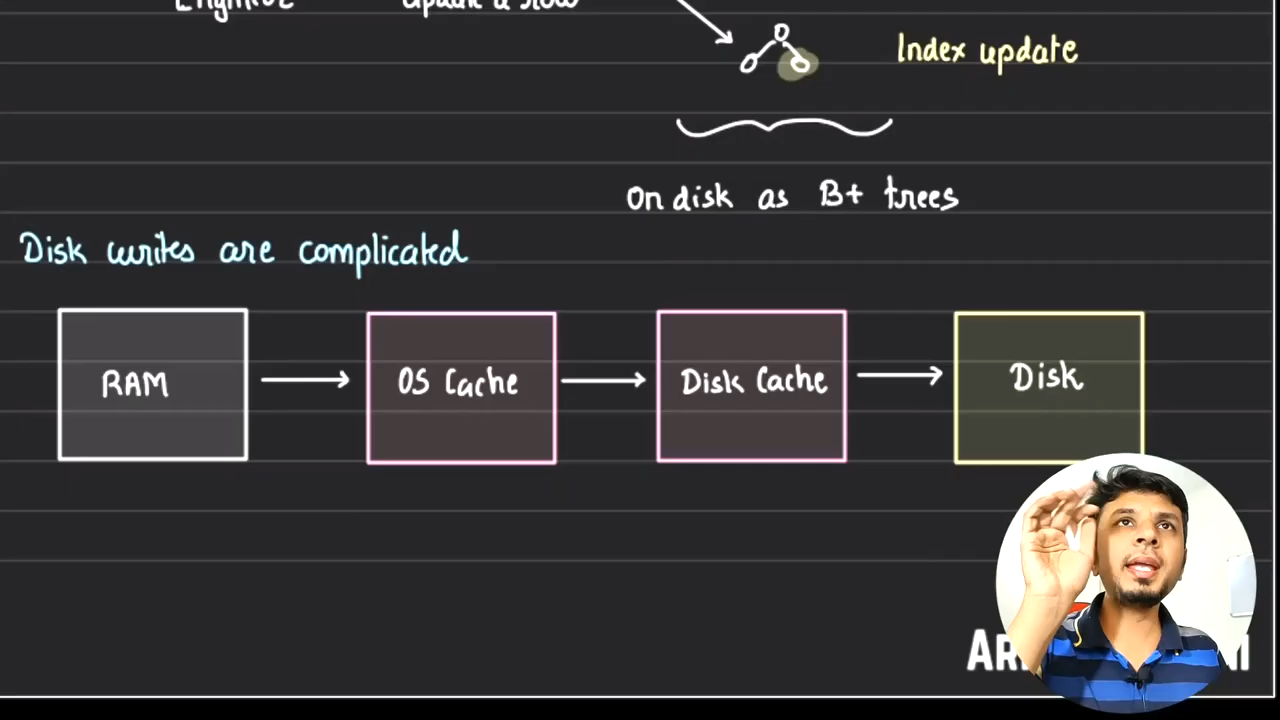 Index update
On disk as B+ trees
Disk writes are complicated
RAM
OS Cache
Disk Cache
Disk